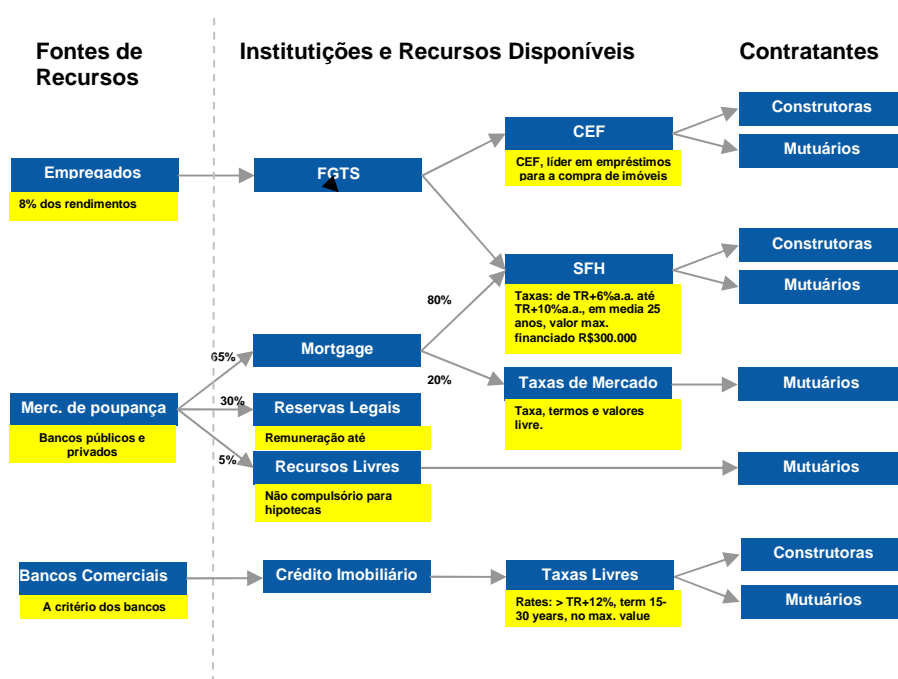 Fontes de
Recursos
Institutições e Recursos Disponíveis
Contratantes
Empregados
8% dos rendimentos
FGTS
CEF
CEF, líder em empréstimos
para a compra de imóveis
Construtoras
Mutuários
SFH
Taxas: de TR+6%a.a. até
TR+10%a.a., em media 25
anos, valor max.
financiado R$300.000
Construtoras
Mutuários
80%
20%
65%
Mortgage
Taxas de Mercado
Taxa, termos e valores
livre.
Mutuários
Merc. de poupança
Bancos públicos e
privados
30%
Reservas Legais
Remuneração até
5%
Recursos Livres
Não compulsório para
hipotecas
Mutuários
Bancos Comerciais
A critério dos bancos
Crédito Imobiliário
Taxas Livres
Rates: > TR+12%, term 15-
30 years, no max. value
Construtoras
Mutuários